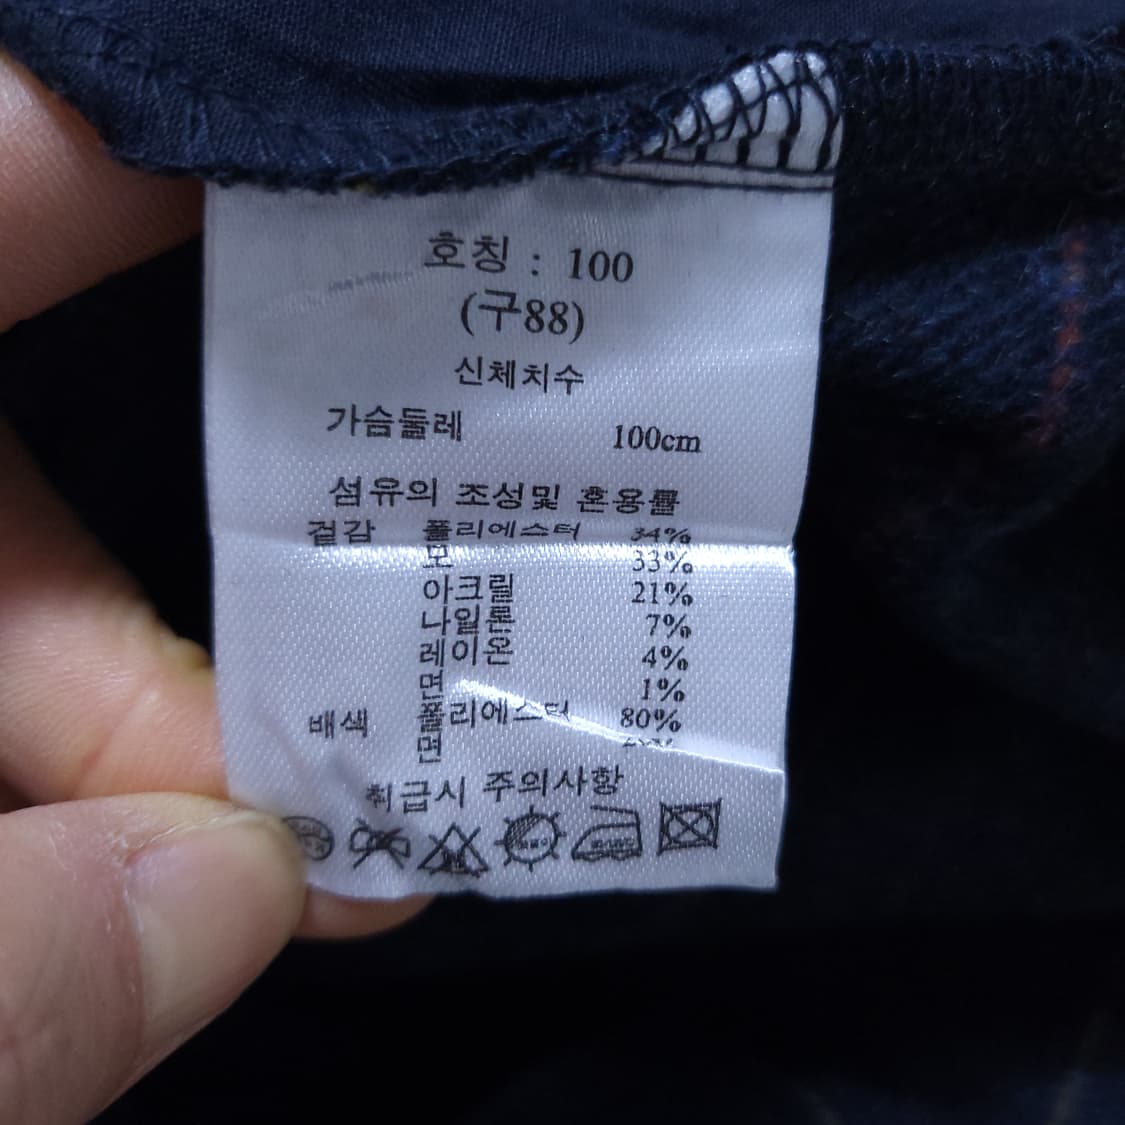 호칭 : 100
(구88)
신체치수
가슴둘레 100cm
섬유의 조성및 혼용률
겉감 폴리에스터 34%
모 33%
아크릴 21%
나일론 7%
레이온 4%
면 1%
배색 폴리에스터 80%
면
취급시 주의사항